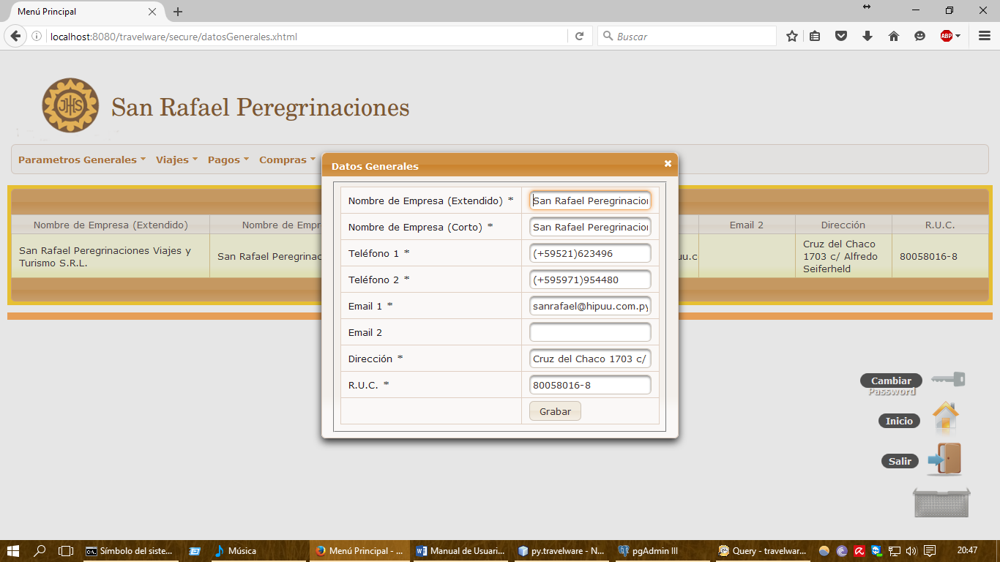 Menú Principal
localhost:8080/travelware/secure/datosGenerales.xhtml
Buscar
ABP
JHS
San Rafael Peregrinaciones
Parametros Generales
Viajes
Pagos
Compras
Datos Generales
Nombre de Empresa (Extendido) *
San Rafael Peregrinacion
Nombre de Empresa (Corto) *
San Rafael Peregrinacion
Teléfono 1 *
(+59521)623496
Teléfono 2 *
(+595971)954480
Email 1 *
sanrafael@hipuu.com.py
Email 2
Dirección *
Cruz del Chaco 1703 c/
R.U.C. *
80058016-8
Grabar
Nombre de Empresa (Extendido)
Nombre de Emp
Email 2
Dirección
R.U.C.
San Rafael Peregrinaciones Viajes y
Turismo S.R.L.
San Rafael Peregrinac
uu.c
Cruz del Chaco
1703 c/ Alfredo
Seiferheld
80058016-8
Cambiar
Password
Inicio
Salir
Símbolo del siste...
Música
Menú Principal - ...
Manual de Usuari...
py.travelware - N...
pgAdmin III
Query - travelwar...
20:47